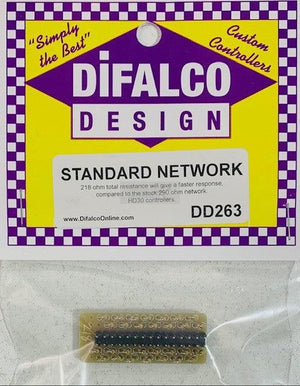 "Simply
the Best"
Custom
Controllers
DiFALCO
DESIGN
STANDARD NETWORK
218 ohm total resistance will give a faster response,
compared to the stock 290 ohm network
HD30 controllers.
www.DifalcoOnline.com
DD263